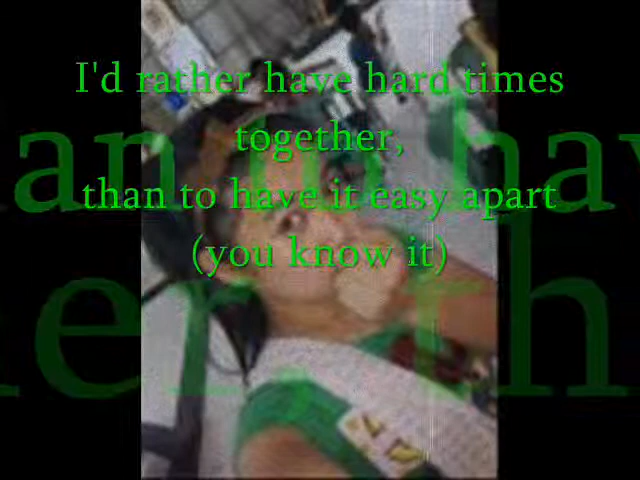 I'd rather have hard times
together,
than to have it easy apart
(you know it)